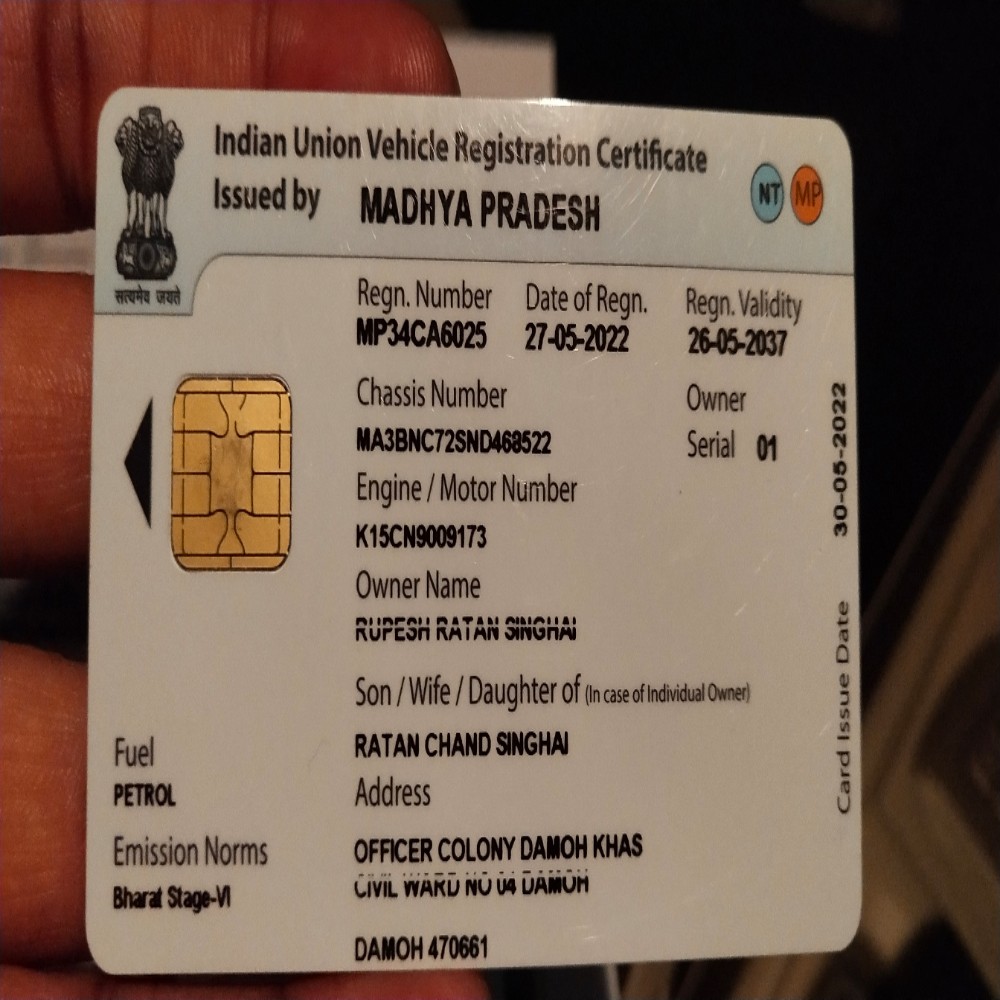 Indian Union Vehicle Registration Certificate
Issued by MADHYA PRADESH
NT MP
सत्यमेव जयते
Regn. Number Date of Regn. Regn. Validity
MP34CA6025 27-05-2022 26-05-2037
Chassis Number Owner
MA3BNC72SND468522 Serial 01
Engine / Motor Number
K15CN9009173
Owner Name
RUPESH RATAN SINGHAI
Son / Wife / Daughter of (In case of Individual Owner)
Fuel RATAN CHAND SINGHAI
PETROL Address
Emission Norms OFFICER COLONY DAMOH KHAS
Bharat Stage-VI CIVIL WARD NO 04 DAMOH
DAMOH 470661
Card Issue Date 30-05-2022